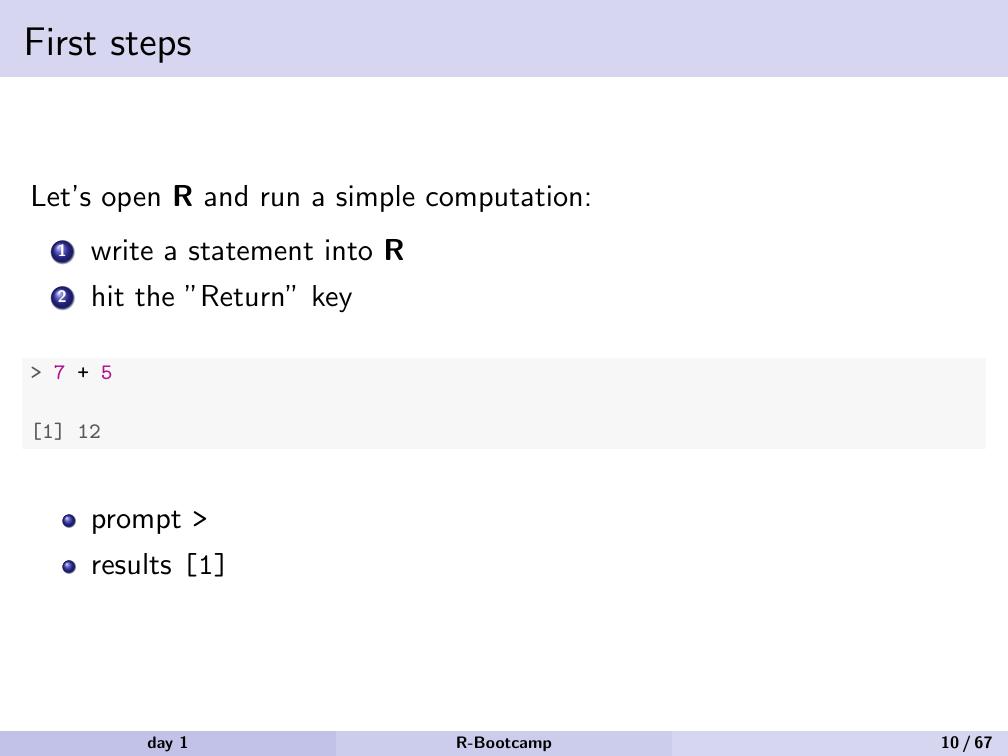 First steps
Let's open R and run a simple computation:
1 write a statement into R
2 hit the ”Return” key
> 7 + 5
[1] 12
prompt >
results [1]
day 1 R-Bootcamp 10 / 67